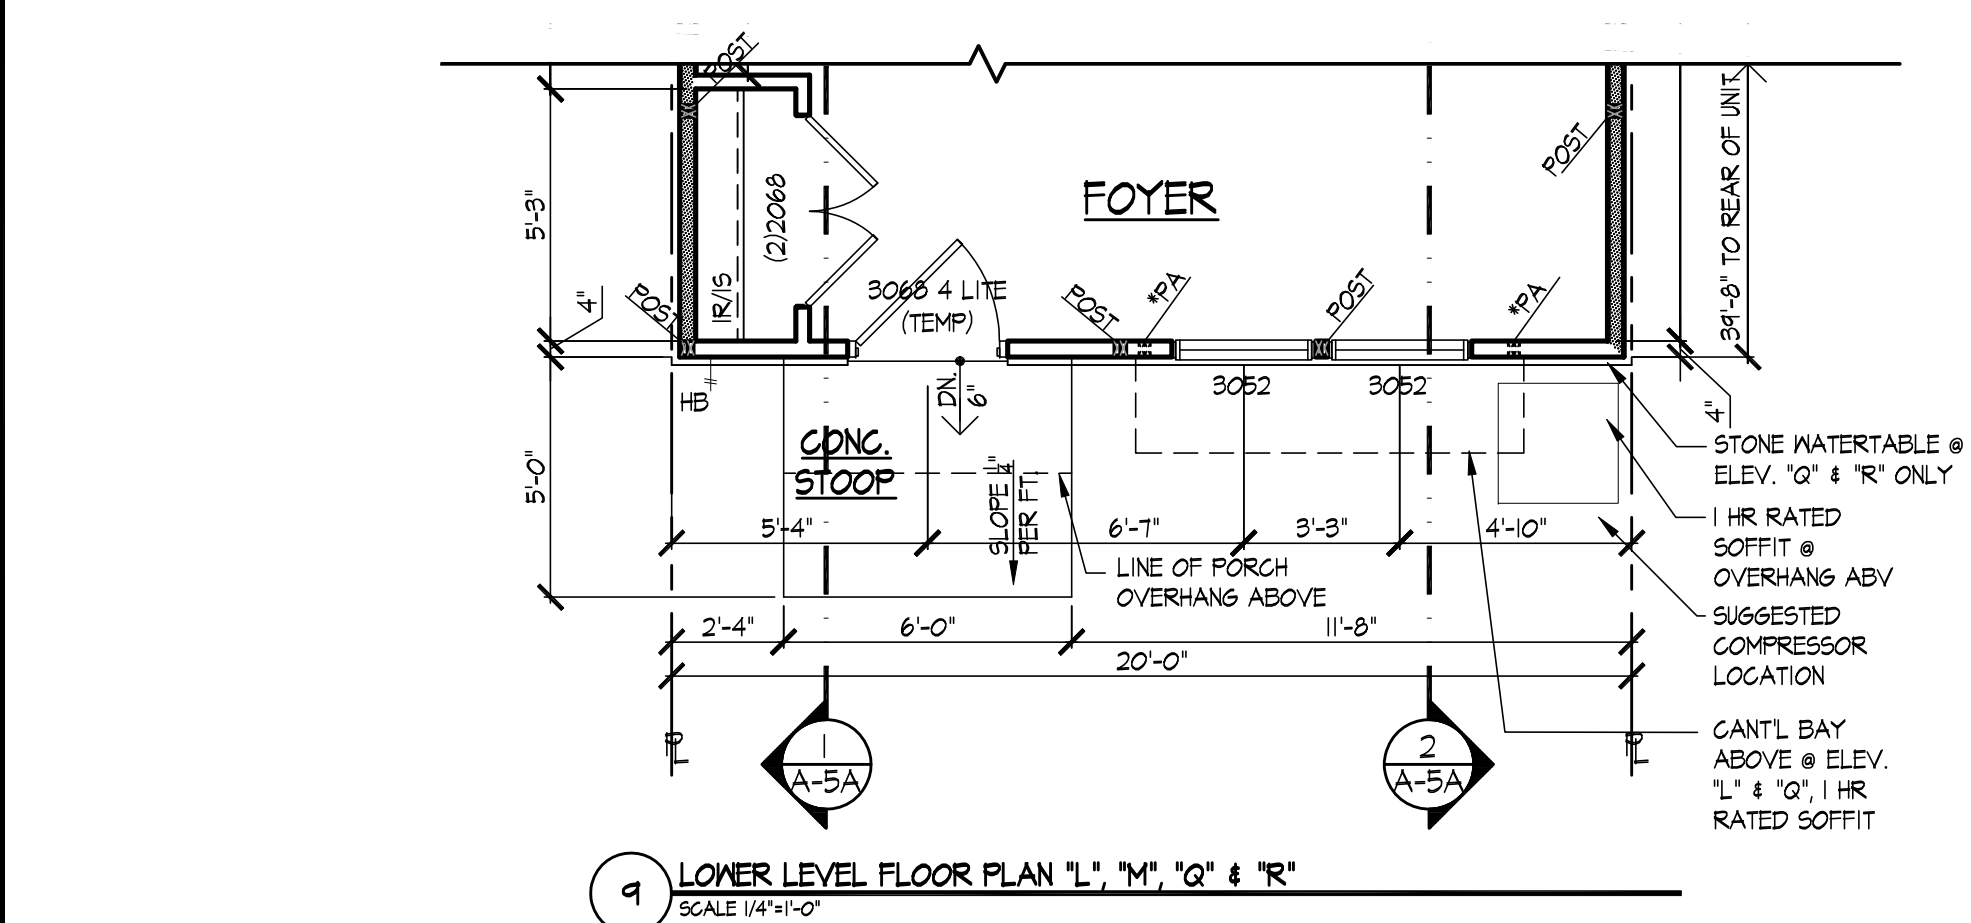 POST
5'-3"
(2)2068
1R/1S
FOYER
POST
39'-8" TO REAR OF UNIT
4"
POST
3068 4 LITE
(TEMP)
POST
*PA
POST
*PA
HB
DN.
6"
3052
3052
4"
CONC.
STOOP
5'-0"
SLOPE 1/4"
PER FT.
STONE WATERTABLE @
ELEV. "Q" & "R" ONLY
1 HR RATED
SOFFIT @
OVERHANG ABV
5'-4"
6'-7"
3'-3"
4'-10"
LINE OF PORCH
OVERHANG ABOVE
SUGGESTED
COMPRESSOR
LOCATION
2'-4"
6'-0"
11'-8"
20'-0"
PL
PL
1
A-5A
2
A-5A
CANT'L BAY
ABOVE @ ELEV.
"L" & "Q", 1 HR
RATED SOFFIT
9
LOWER LEVEL FLOOR PLAN "L", "M", "Q" & "R"
SCALE 1/4"=1'-0"